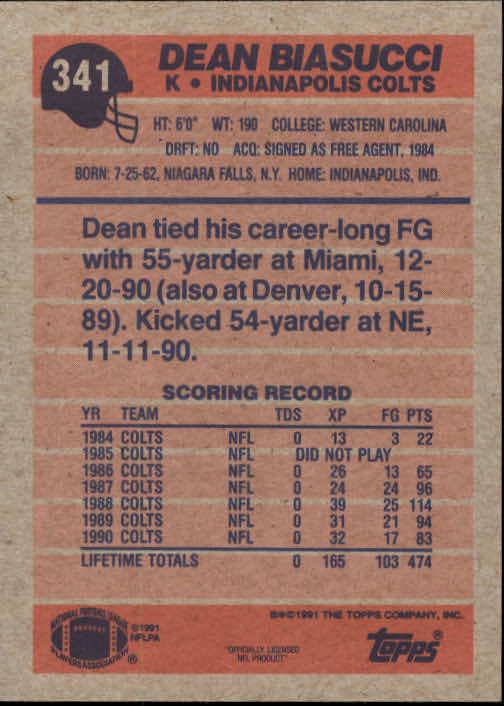 341
DEAN BIASUCCI
K • INDIANAPOLIS COLTS
HT: 6'0" WT: 190 COLLEGE: WESTERN CAROLINA
DRFT: NO ACQ: SIGNED AS FREE AGENT, 1984
BORN: 7-25-62, NIAGARA FALLS, N.Y. HOME: INDIANAPOLIS, IND.
Dean tied his career-long FG
with 55-yarder at Miami, 12-
20-90 (also at Denver, 10-15-
89). Kicked 54-yarder at NE,
11-11-90.
SCORING RECORD
YR TEAM TDS XP FG PTS
1984 COLTS NFL 0 13 3 22
1985 COLTS NFL DID NOT PLAY
1986 COLTS NFL 0 26 13 65
1987 COLTS NFL 0 24 24 96
1988 COLTS NFL 0 39 25 114
1989 COLTS NFL 0 31 21 94
1990 COLTS NFL 0 32 17 83
LIFETIME TOTALS 0 165 103 474
NATIONAL FOOTBALL LEAGUE
PLAYERS ASSOCIATION
®
©1991
NFLPA
®©1991 THE TOPPS COMPANY, INC.
"OFFICIALLY LICENSED
NFL PRODUCT"
topps®